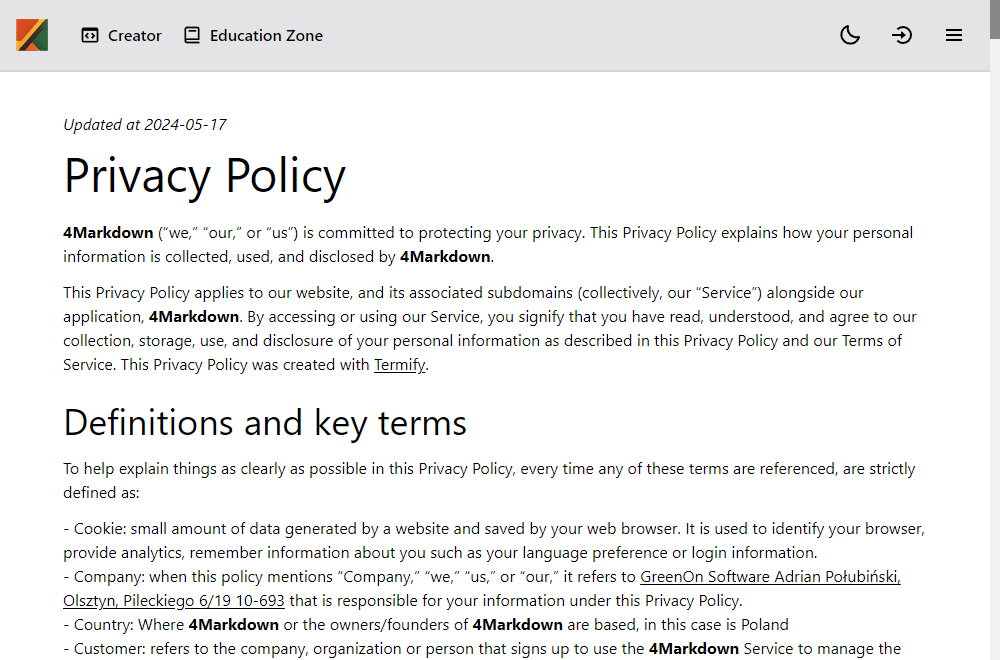 Creator
Education Zone
Updated at 2024-05-17
Privacy Policy
4Markdown (“we,” “our,” or “us”) is committed to protecting your privacy. This Privacy Policy explains how your personal
information is collected, used, and disclosed by 4Markdown.
This Privacy Policy applies to our website, and its associated subdomains (collectively, our “Service”) alongside our
application, 4Markdown. By accessing or using our Service, you signify that you have read, understood, and agree to our
collection, storage, use, and disclosure of your personal information as described in this Privacy Policy and our Terms of
Service. This Privacy Policy was created with Termify.
Definitions and key terms
To help explain things as clearly as possible in this Privacy Policy, every time any of these terms are referenced, are strictly
defined as:
- Cookie: small amount of data generated by a website and saved by your web browser. It is used to identify your browser,
provide analytics, remember information about you such as your language preference or login information.
- Company: when this policy mentions “Company,” “we,” “us,” or “our,” it refers to GreenOn Software Adrian Połubiński,
Olsztyn, Pileckiego 6/19 10-693 that is responsible for your information under this Privacy Policy.
- Country: Where 4Markdown or the owners/founders of 4Markdown are based, in this case is Poland
- Customer: refers to the company, organization or person that signs up to use the 4Markdown Service to manage the